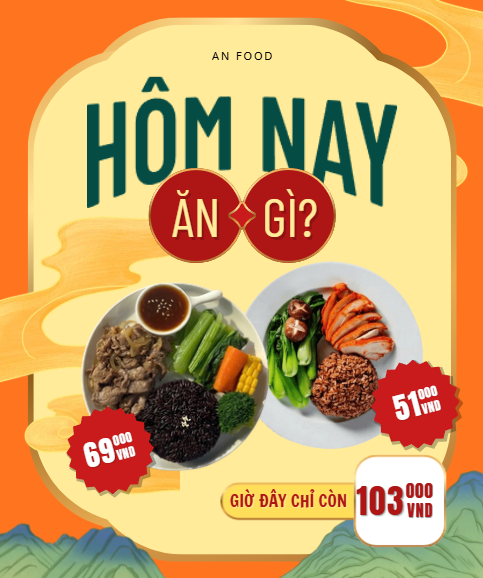 AN FOOD
HÔM NAY
ĂN GÌ?
51000 VND
69000 VND
GIỜ ĐÂY CHỈ CÒN 103000 VND